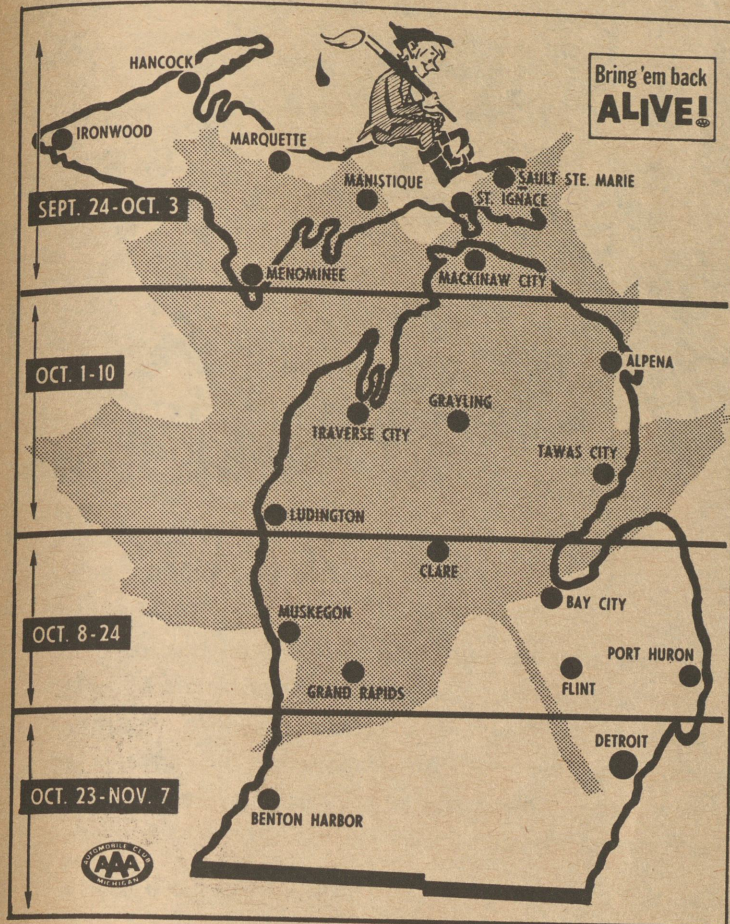 HANCOCK
Bring 'em back
ALIVE!
IRONWOOD
MARQUETTE
MANISTIQUE
SAULT STE. MARIE
ST. IGNACE
SEPT. 24-OCT. 3
MENOMINEE
MACKINAW CITY
OCT. 1-10
ALPENA
GRAYLING
TRAVERSE CITY
TAWAS CITY
LUDINGTON
CLARE
BAY CITY
MUSKEGON
OCT. 8-24
PORT HURON
GRAND RAPIDS
FLINT
DETROIT
OCT. 23-NOV. 7
BENTON HARBOR
AUTOMOBILE CLUB
AAA
MICHIGAN